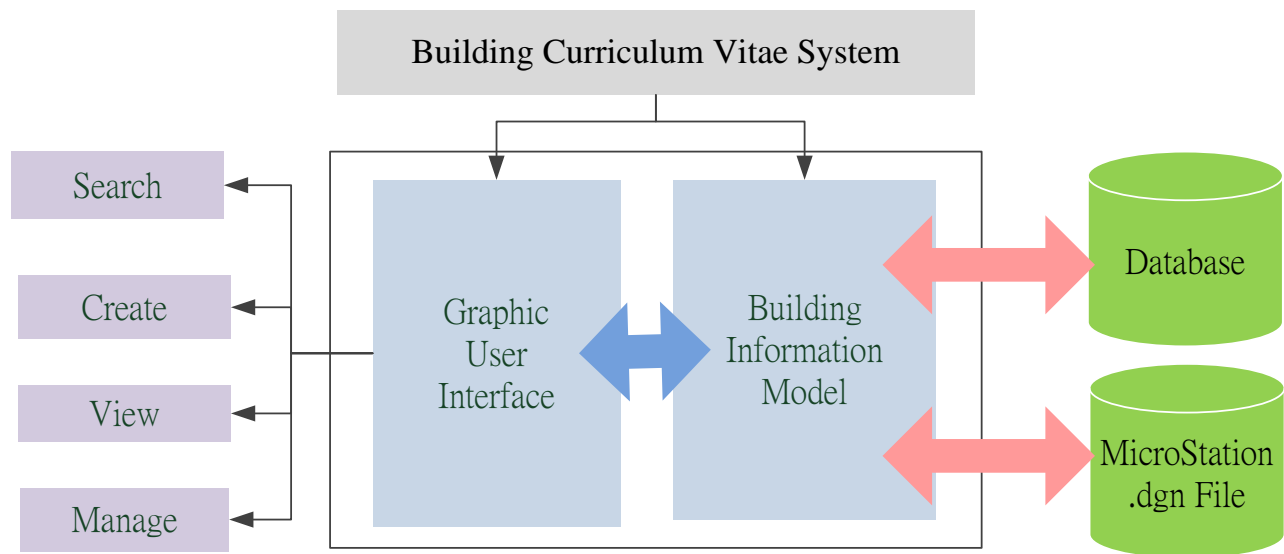 Building Curriculum Vitae System
Search
Create
View
Manage
Graphic
User
Interface
Building
Information
Model
Database
MicroStation
.dgn File